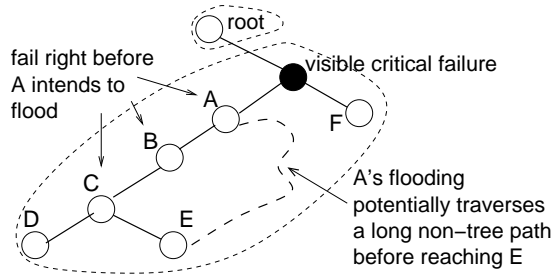 root
fail right before
A intends to
flood
visible critical failure
A
F
B
C
D
E
A's flooding
potentially traverses
a long non−tree path
before reaching E